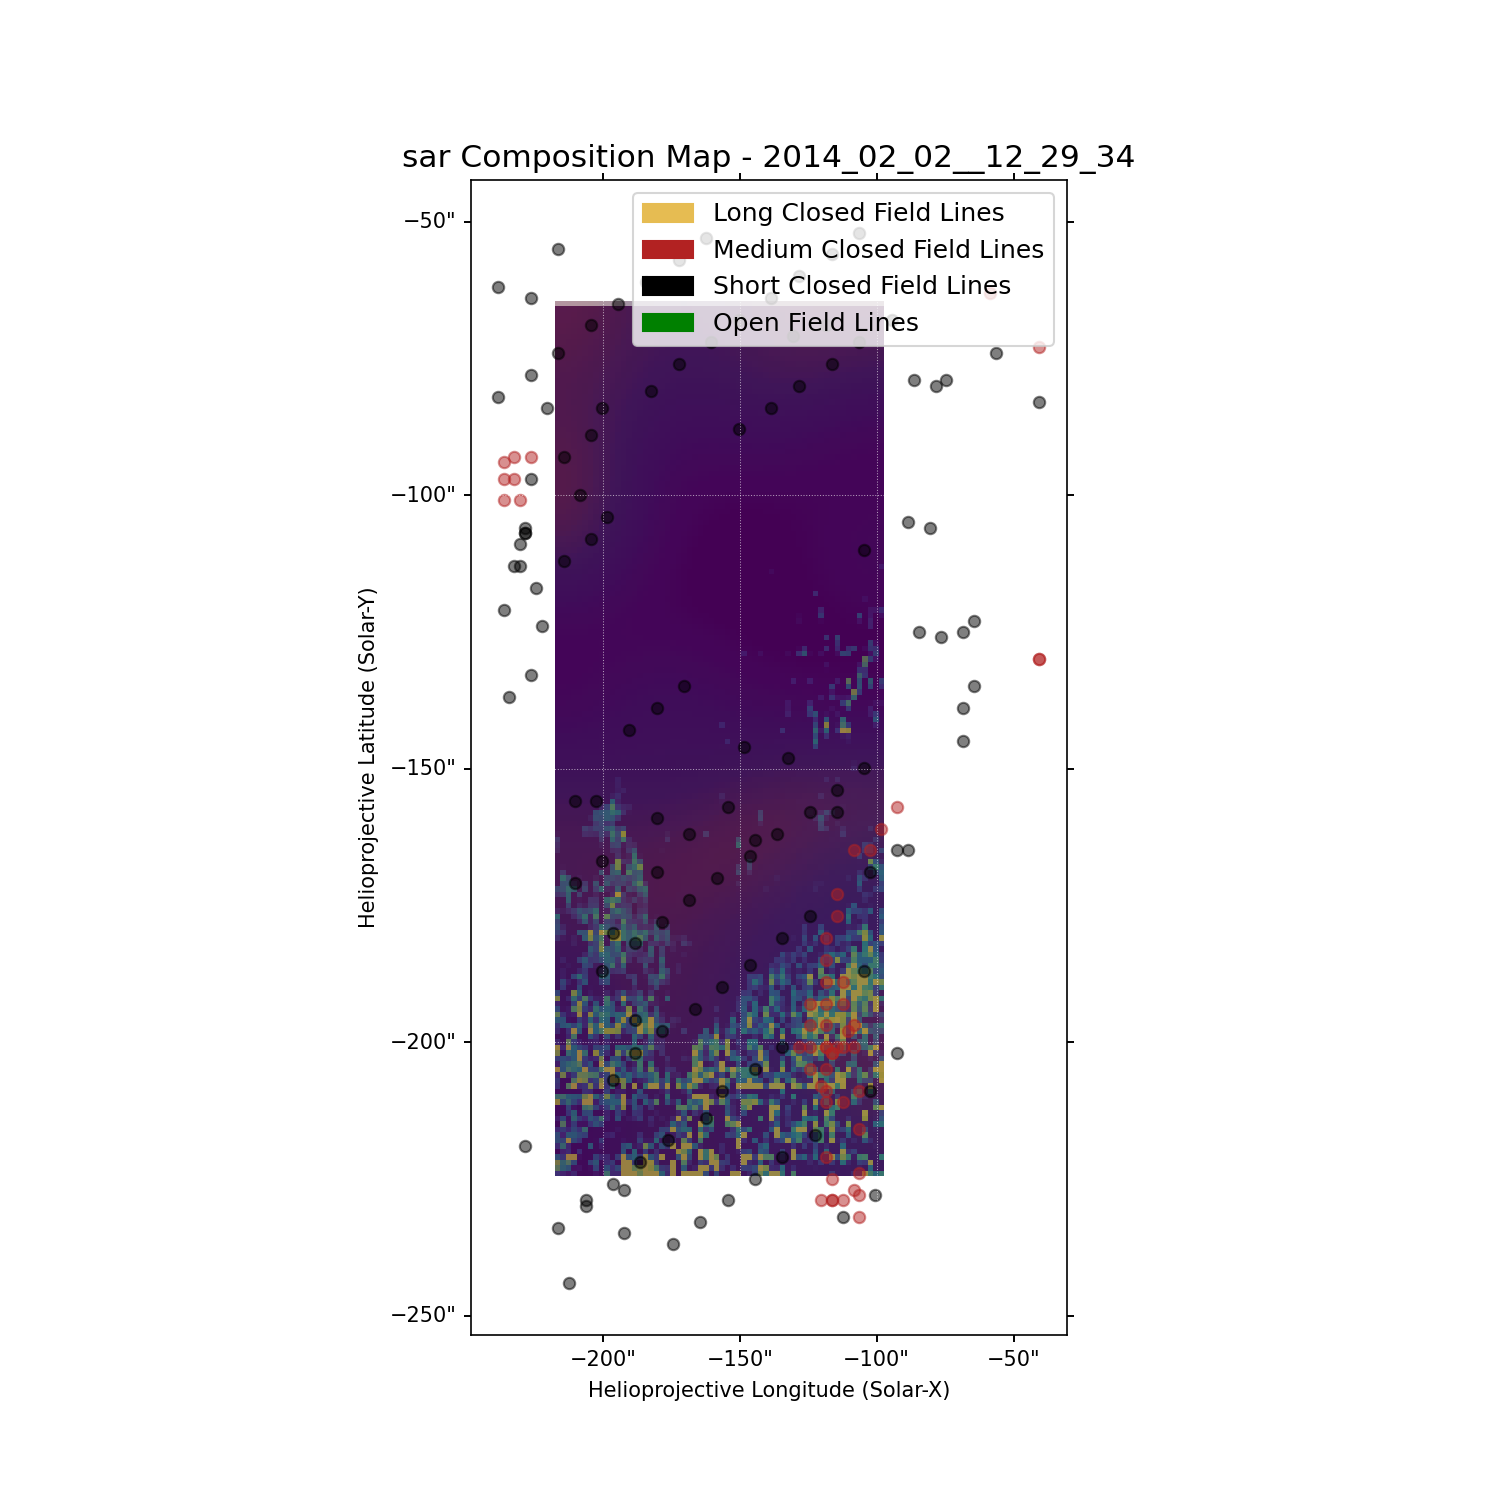 sar Composition Map - 2014_02_02__12_29_34
Long Closed Field Lines
Medium Closed Field Lines
Short Closed Field Lines
Open Field Lines
−50"
−100"
−150"
−200"
−250"
Helioprojective Latitude (Solar-Y)
−200" −150" −100" −50"
Helioprojective Longitude (Solar-X)